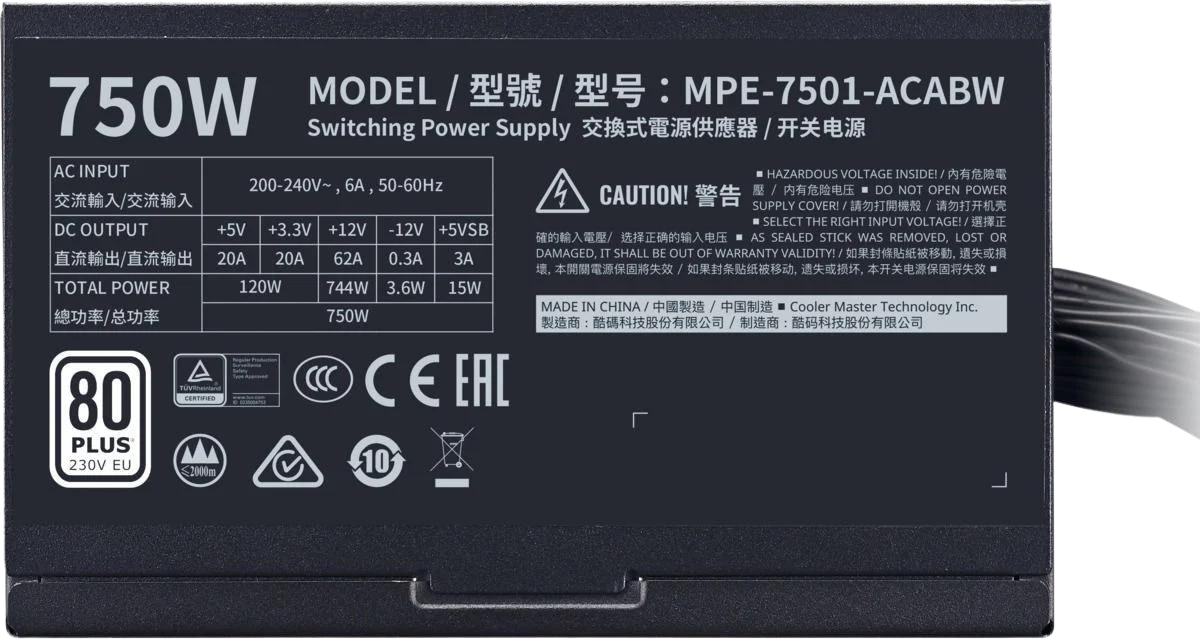 750W
MODEL / 型號 / 型号：MPE-7501-ACABW
Switching Power Supply 交換式電源供應器 / 开关电源
AC INPUT
交流輸入/交流输入
200-240V~ , 6A , 50-60Hz
DC OUTPUT
直流輸出/直流输出
+5V +3.3V +12V -12V +5VSB
20A 20A 62A 0.3A 3A
TOTAL POWER
總功率/总功率
120W 744W 3.6W 15W
750W
CAUTION! 警告
■ HAZARDOUS VOLTAGE INSIDE! / 內有危險電
壓 / 内有危险电压 ■ DO NOT OPEN POWER
SUPPLY COVER! / 請勿打開機殼 / 请勿打开机壳
■ SELECT THE RIGHT INPUT VOLTAGE! / 選擇正
確的輸入電壓/ 选择正确的输入电压 ■ AS SEALED STICK WAS REMOVED, LOST OR
DAMAGED, IT SHALL BE OUT OF WARRANTY VALIDITY! / 如果封條貼紙被移動, 遺失或損
壞, 本開關電源保固將失效 / 如果封条贴纸被移动, 遗失或损坏, 本开关电源保固将失效 ■
MADE IN CHINA / 中國製造 / 中国制造 ■ Cooler Master Technology Inc.
製造商：酷碼科技股份有限公司 / 制造商：酷码科技股份有限公司
80
PLUS
230V EU
TÜVRheinland
CERTIFIED
Regular Production
Surveillance
Safety
Type Approved
www.tuv.com
CCC
CE
EAC
≤2000m
10